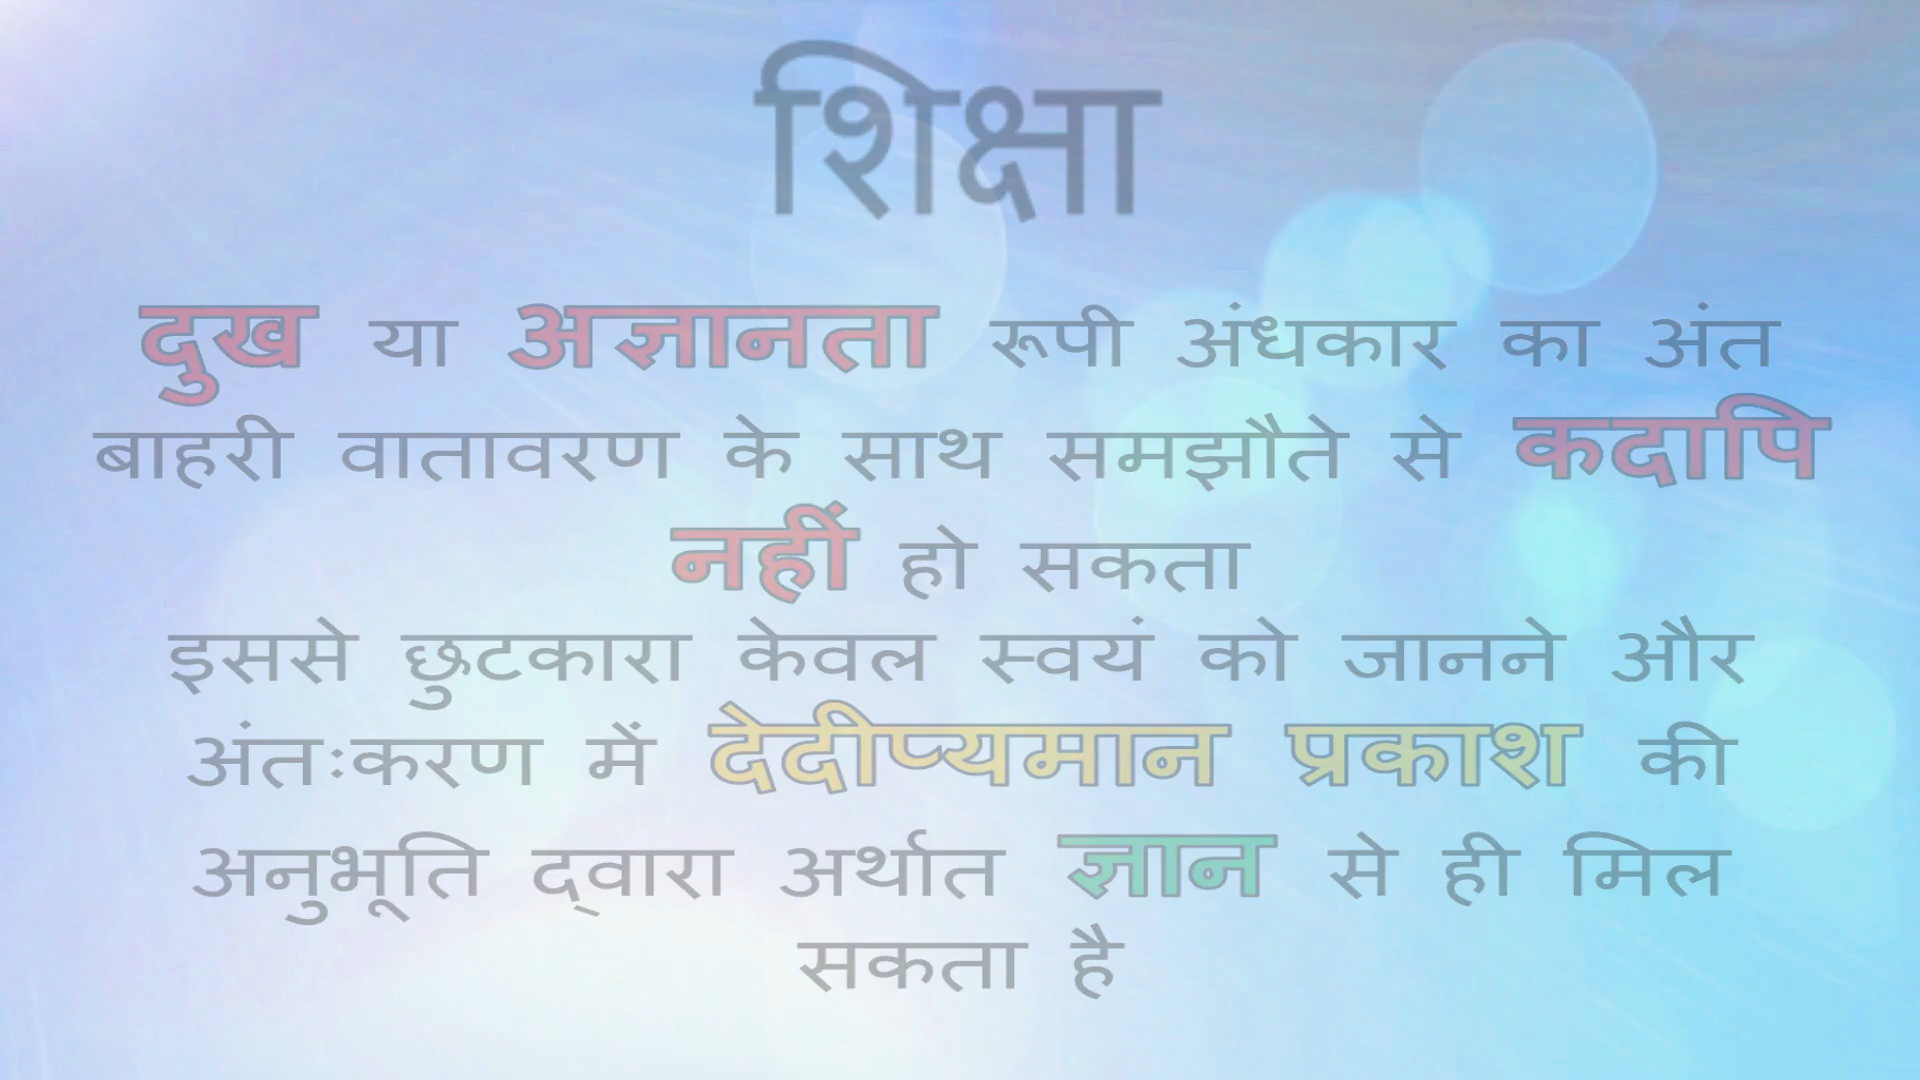 शिक्षा
दुख या अज्ञानता रूपी अंधकार का अंत
बाहरी वातावरण के साथ समझौते से कदापि
नहीं हो सकता
इससे छुटकारा केवल स्वयं को जानने और
अंतःकरण में देदीप्यमान प्रकाश की
अनुभूति द्वारा अर्थात ज्ञान से ही मिल
सकता है